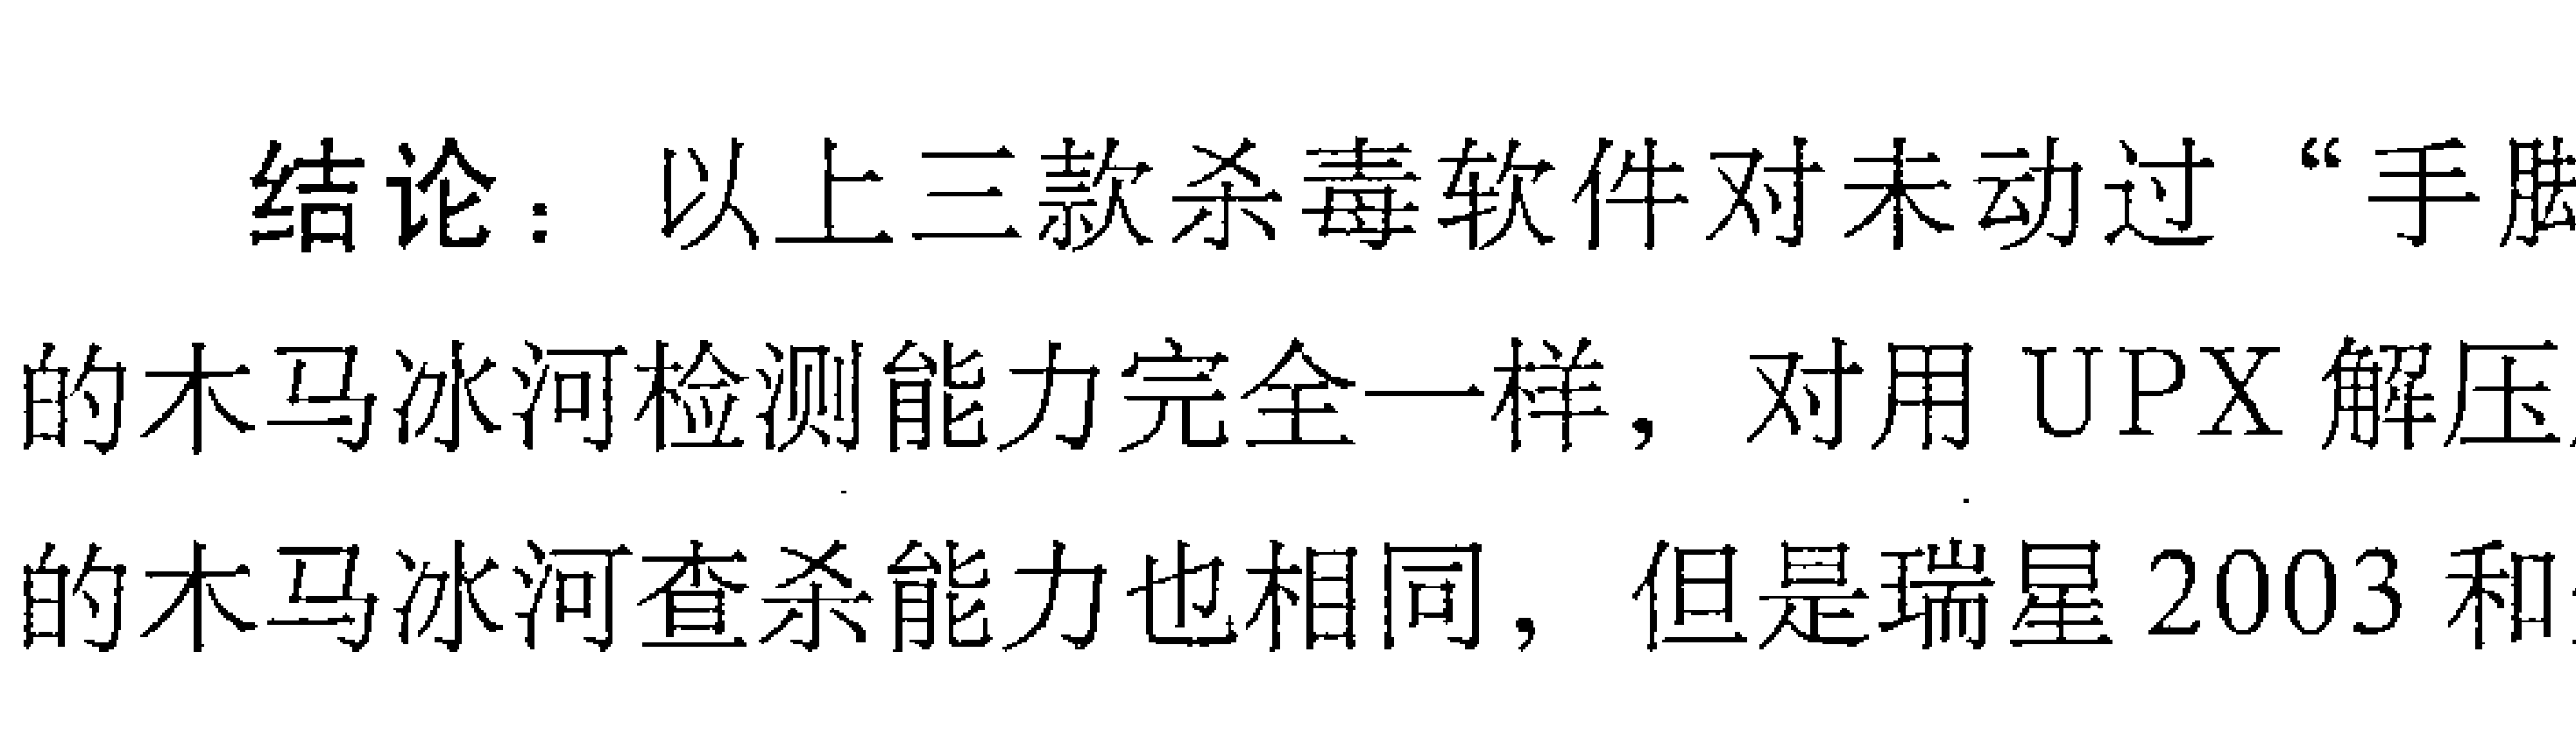 结论：以上三款杀毒软件对未动过“手脚
的木马冰河检测能力完全一样，对用 UPX 解压
的木马冰河查杀能力也相同，但是瑞星 2003 和